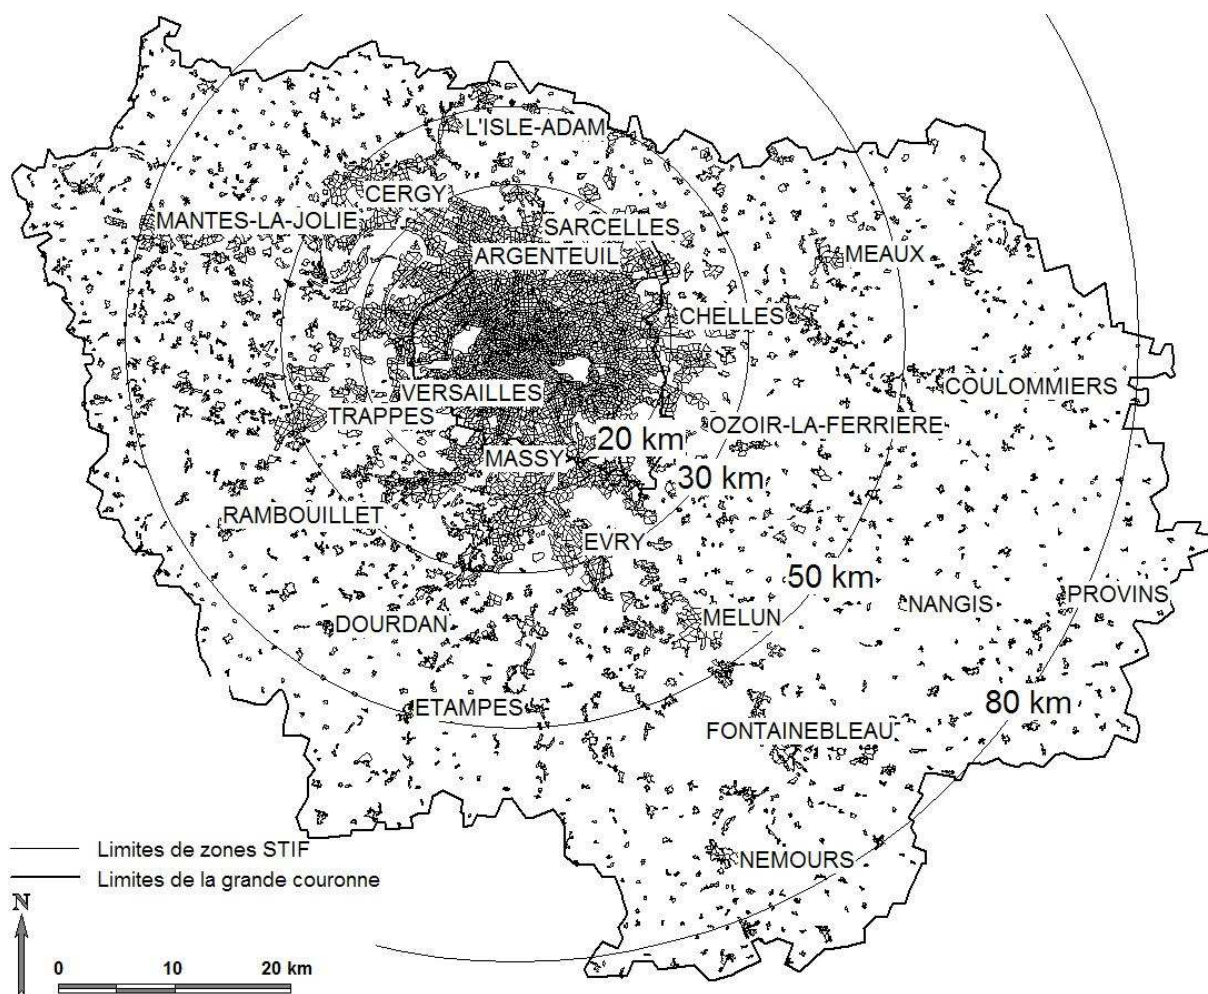 L'ISLE-ADAM
CERGY
MANTES-LA-JOLIE
SARCELLES
ARGENTEUIL
MEAUX
CHELLES
VERSAILLES
COULOMMIERS
TRAPPES
OZOIR-LA-FERRIERE
20 km
MASSY
30 km
RAMBOUILLET
EVRY
50 km
PROVINS
NANGIS
DOURDAN
MELUN
80 km
ETAMPES
FONTAINEBLEAU
Limites de zones STIF
NEMOURS
Limites de la grande couronne
N
0 10 20 km